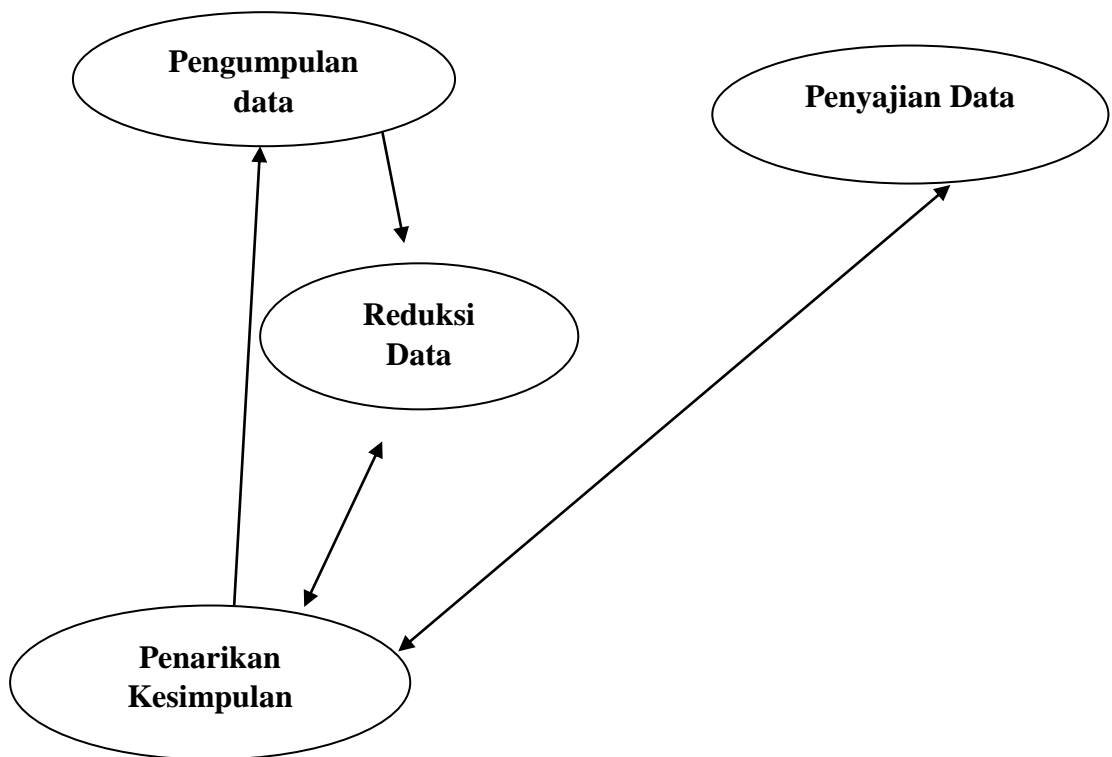 Pengumpulan
data
Penyajian Data
Reduksi
Data
Penarikan
Kesimpulan